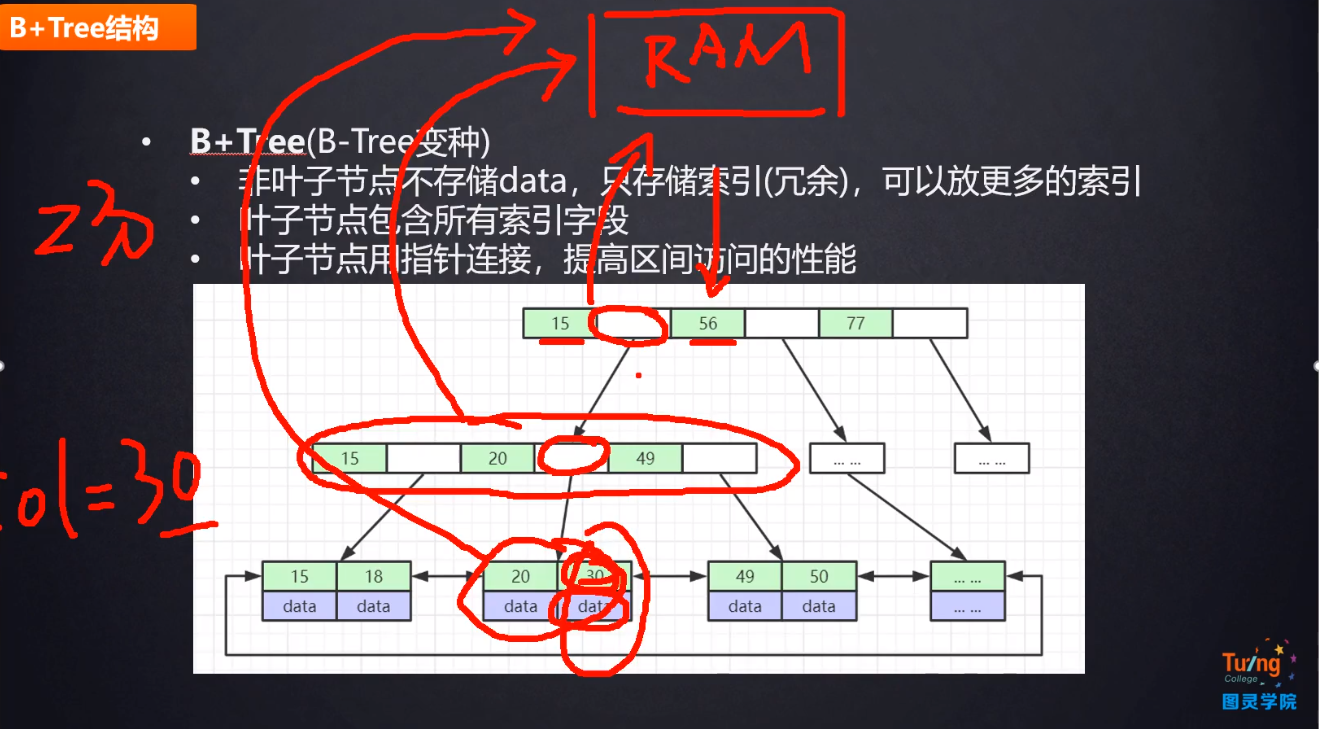 B+Tree结构
RAM
• B+Tree(B-Tree变种)
• 非叶子节点不存储data，只存储索引(冗余)，可以放更多的索引
• 叶子节点包含所有索引字段
• 叶子节点用指针连接，提高区间访问的性能
2分
15 56 77
15 20 49 ... ... ... ...
col=30
15 18 20 30 49 50 ... ...
data data data data data data ... ...
Tuling
College
图灵学院